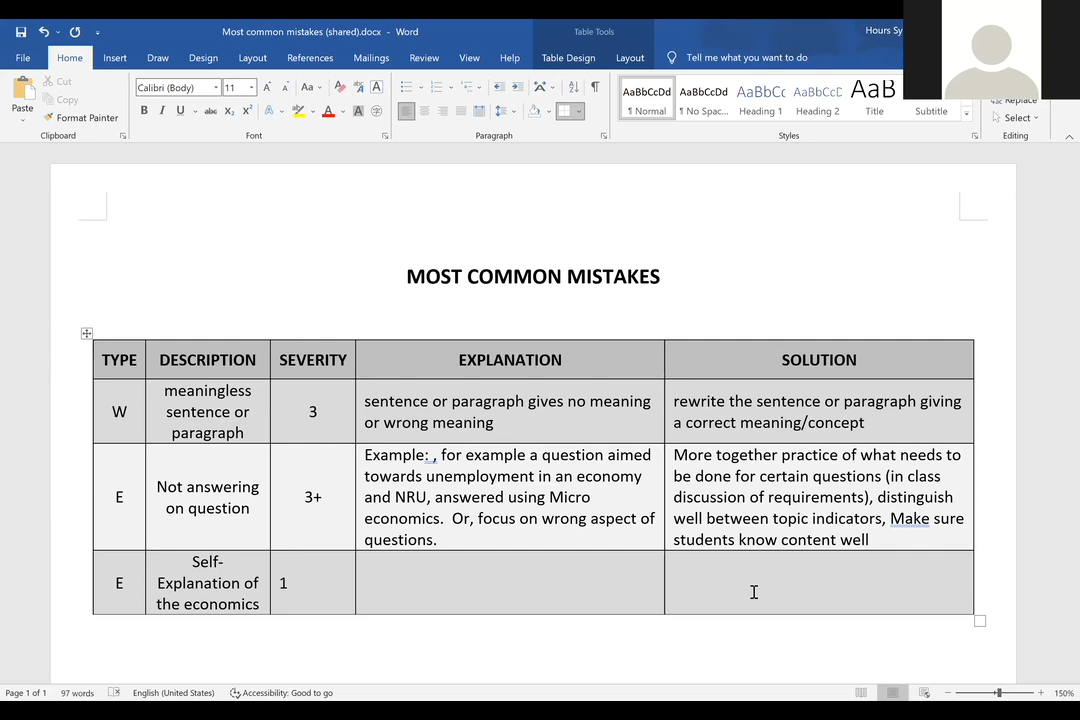 Most common mistakes (shared).docx - Word
Table Tools
Hours Sy
File Home Insert Draw Design Layout References Mailings Review View Help Table Design Layout Tell me what you want to do
Paste
Cut
Copy
Format Painter
Clipboard
Calibri (Body) 11
Font
Paragraph
AaBbCcDd AaBbCcDd AaBbCc AaBbCcD AaB
¶ Normal ¶ No Spac... Heading 1 Heading 2 Title Subtitle
Styles
Replace
Select
Editing
MOST COMMON MISTAKES
TYPE DESCRIPTION SEVERITY EXPLANATION SOLUTION
W
meaningless
sentence or
paragraph
3
sentence or paragraph gives no meaning
or wrong meaning
rewrite the sentence or paragraph giving
a correct meaning/concept
E
Not answering
on question
3+
Example: , for example a question aimed
towards unemployment in an economy
and NRU, answered using Micro
economics. Or, focus on wrong aspect of
questions.
More together practice of what needs to
be done for certain questions (in class
discussion of requirements), distinguish
well between topic indicators, Make sure
students know content well
E
Self-
Explanation of
the economics
1
Page 1 of 1 97 words English (United States) Accessibility: Good to go 150%